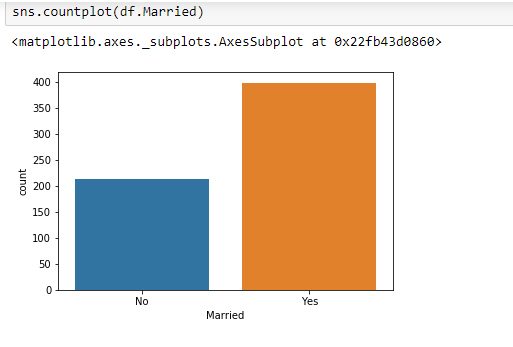 sns.countplot(df.Married)
<matplotlib.axes._subplots.AxesSubplot at 0x22fb43d0860>
400
350
300
250
200
150
100
50
0
count
No Yes
Married